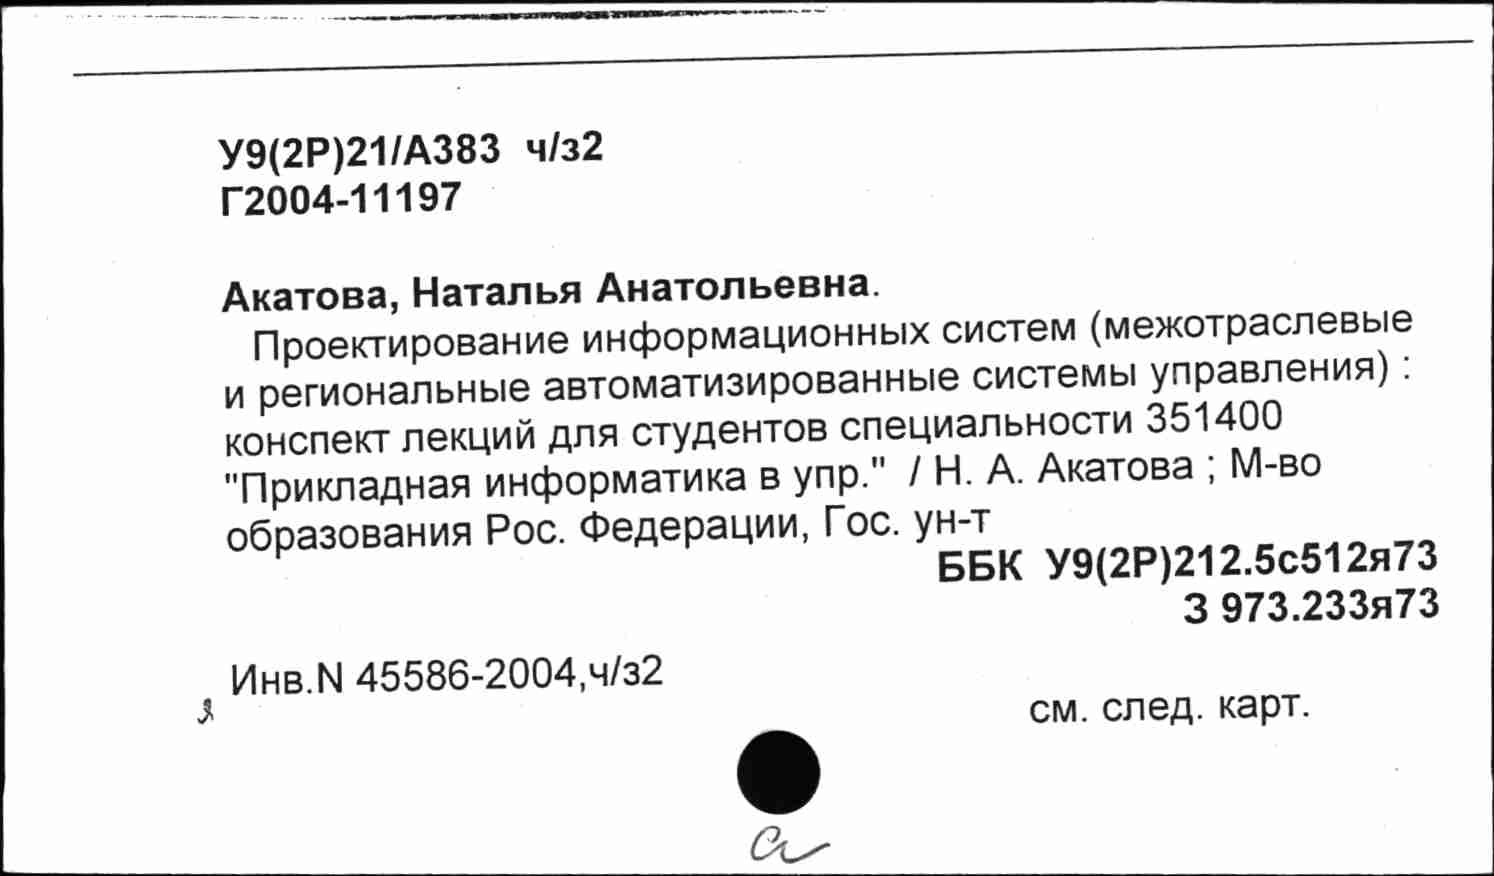 У9(2Р)21/А383 ч/з2
Г2004-11197
Акатова, Наталья Анатольевна.
Проектирование информационных систем (межотраслевые
и региональные автоматизированные системы управления) :
конспект лекций для студентов специальности 351400
"Прикладная информатика в упр." / Н. А. Акатова ; М-во
образования Рос. Федерации, Гос. ун-т
ББК У9(2Р)212.5с512я73
З 973.233я73
Инв.N 45586-2004,ч/з2
см. след. карт.